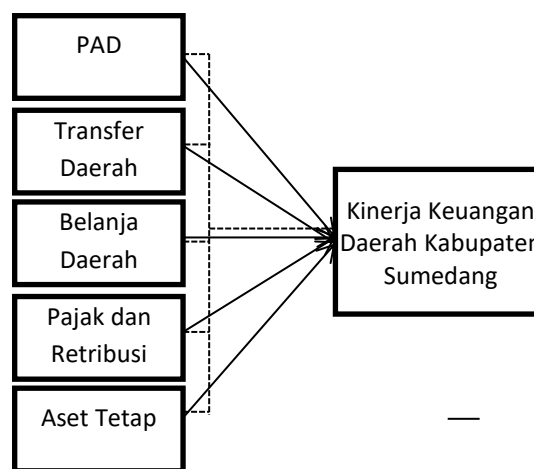 PAD
Transfer
Daerah
Belanja
Daerah
Pajak dan
Retribusi
Aset Tetap
Kinerja Keuangan
Daerah Kabupaten
Sumedang